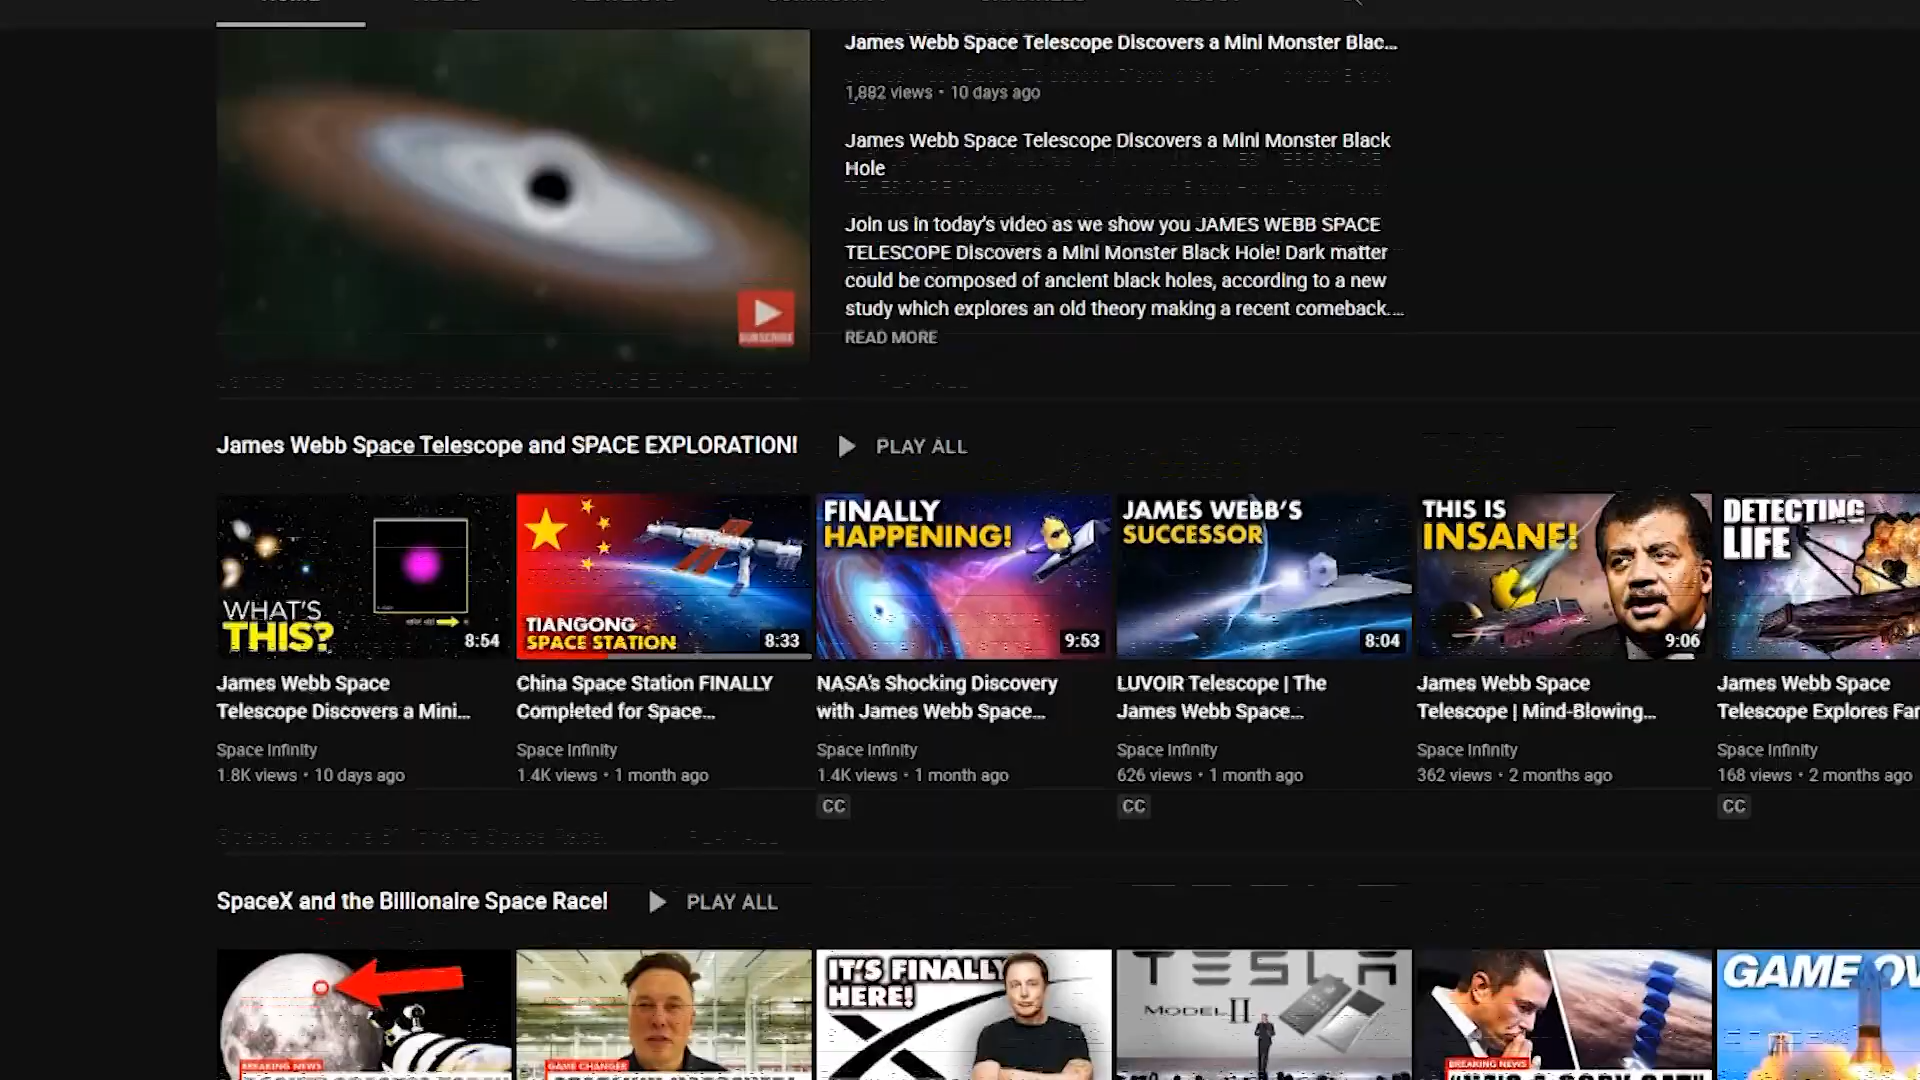 James Webb Space Telescope Discovers a Mini Monster Blac...
1,882 views • 10 days ago
James Webb Space Telescope Discovers a Mini Monster Black
Hole
Join us in today's video as we show you JAMES WEBB SPACE
TELESCOPE Discovers a Mini Monster Black Hole! Dark matter
could be composed of ancient black holes, according to a new
study which explores an old theory making a recent comeback....
READ MORE
SUBSCRIBE
James Webb Space Telescope and SPACE EXPLORATION!
PLAY ALL
WHAT'S
THIS?
8:54
TIANGONG
SPACE STATION
8:33
FINALLY
HAPPENING!
9:53
JAMES WEBB'S
SUCCESSOR
8:04
THIS IS
INSANE!
9:06
DETECTING
LIFE
James Webb Space
Telescope Discovers a Mini...
Space Infinity
1.8K views • 10 days ago
China Space Station FINALLY
Completed for Space...
Space Infinity
1.4K views • 1 month ago
NASA's Shocking Discovery
with James Webb Space...
Space Infinity
1.4K views • 1 month ago
CC
LUVOIR Telescope | The
James Webb Space...
Space Infinity
626 views • 1 month ago
CC
James Webb Space
Telescope | Mind-Blowing...
Space Infinity
362 views • 2 months ago
James Webb Space
Telescope Explores Far
Space Infinity
168 views • 2 months ago
CC
SpaceX and the Billionaire Space Race!
PLAY ALL
BREAKING NEWS
GAME CHANGER
IT'S FINALLY
HERE!
TESLA
MODEL II
BREAKING NEWS
GAME OV